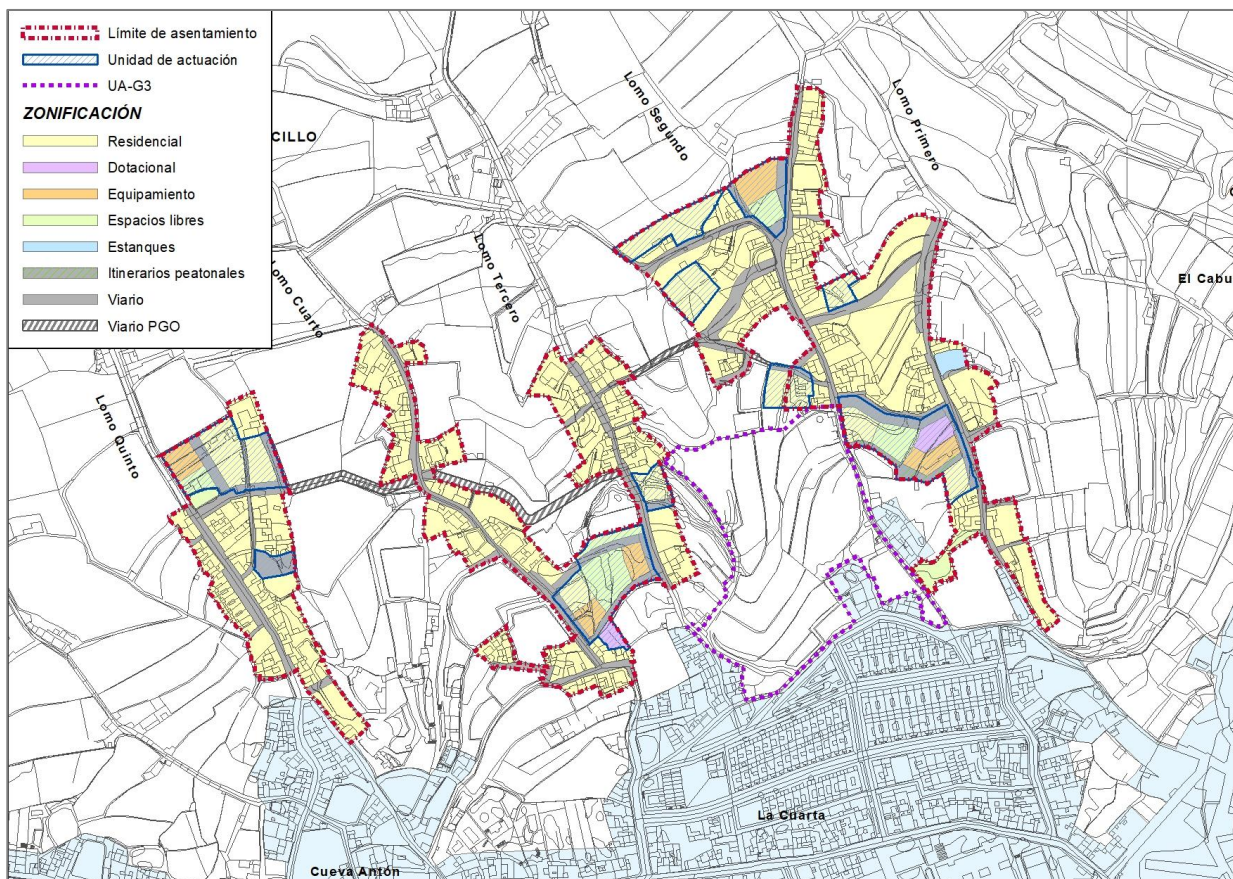 Límite de asentamiento
Unidad de actuación
UA-G3
ZONIFICACIÓN
Residencial
Dotacional
Equipamiento
Espacios libres
Estanques
Itinerarios peatonales
Viario
Viario PGO
CILLO
Lomo Segundo
Lomo Primero
Lomo Tercero
Lomo Cuarto
El Cabu
Lomo Quinto
La Cuarta
Cueva Antón